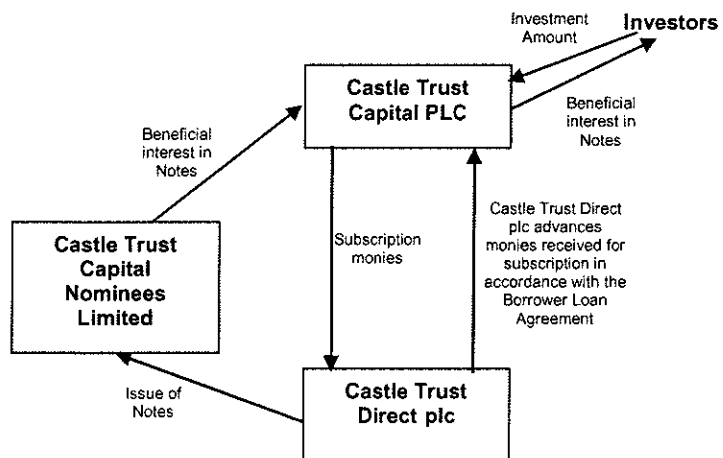 Investment
Amount
Investors
Castle Trust
Capital PLC
Beneficial
interest in
Notes
Beneficial
interest in
Notes
Castle Trust
Capital
Nominees
Limited
Subscription
monies
Castle Trust Direct
plc advances
monies received for
subscription in
accordance with the
Borrower Loan
Agreement
Issue of
Notes
Castle Trust
Direct plc